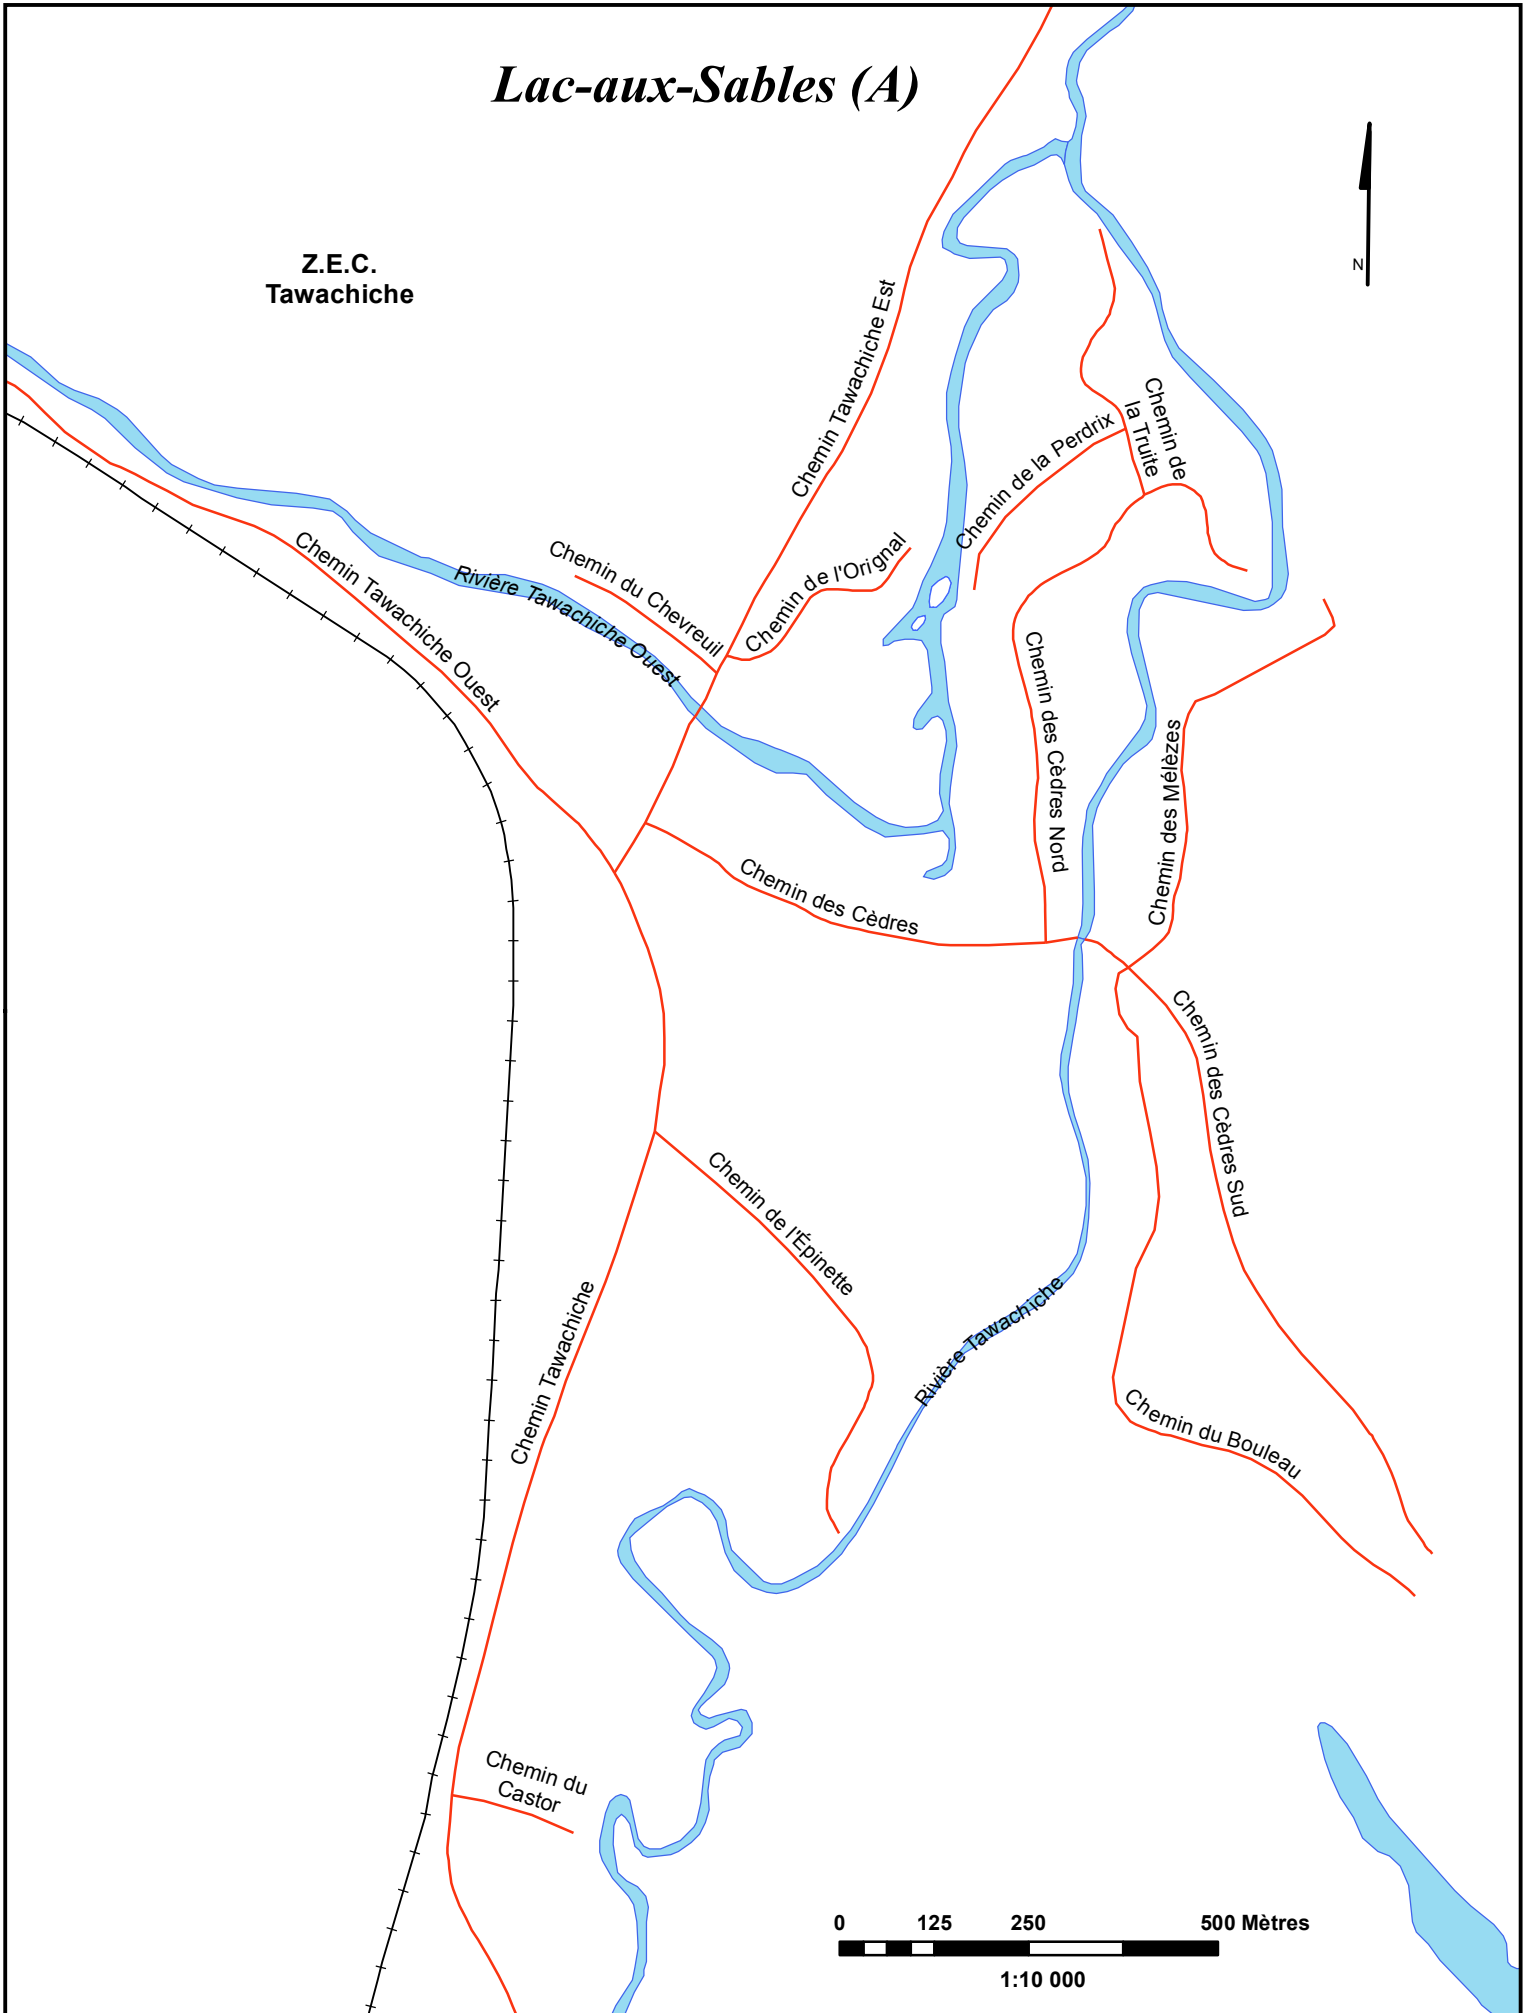 Lac-aux-Sables (A)
Z.E.C.
Tawachiche
N
Chemin Tawachiche Est
Chemin de
la Truite
Chemin de la Perdrix
Chemin de l'Orignal
Chemin du Chevreuil
Rivière Tawachiche Ouest
Chemin Tawachiche Ouest
Chemin des Cèdres Nord
Chemin des Mélèzes
Chemin des Cèdres
Chemin des Cèdres Sud
Chemin de l'Épinette
Rivière Tawachiche
Chemin Tawachiche
Chemin du Bouleau
Chemin du
Castor
0 125 250 500 Mètres
1:10 000